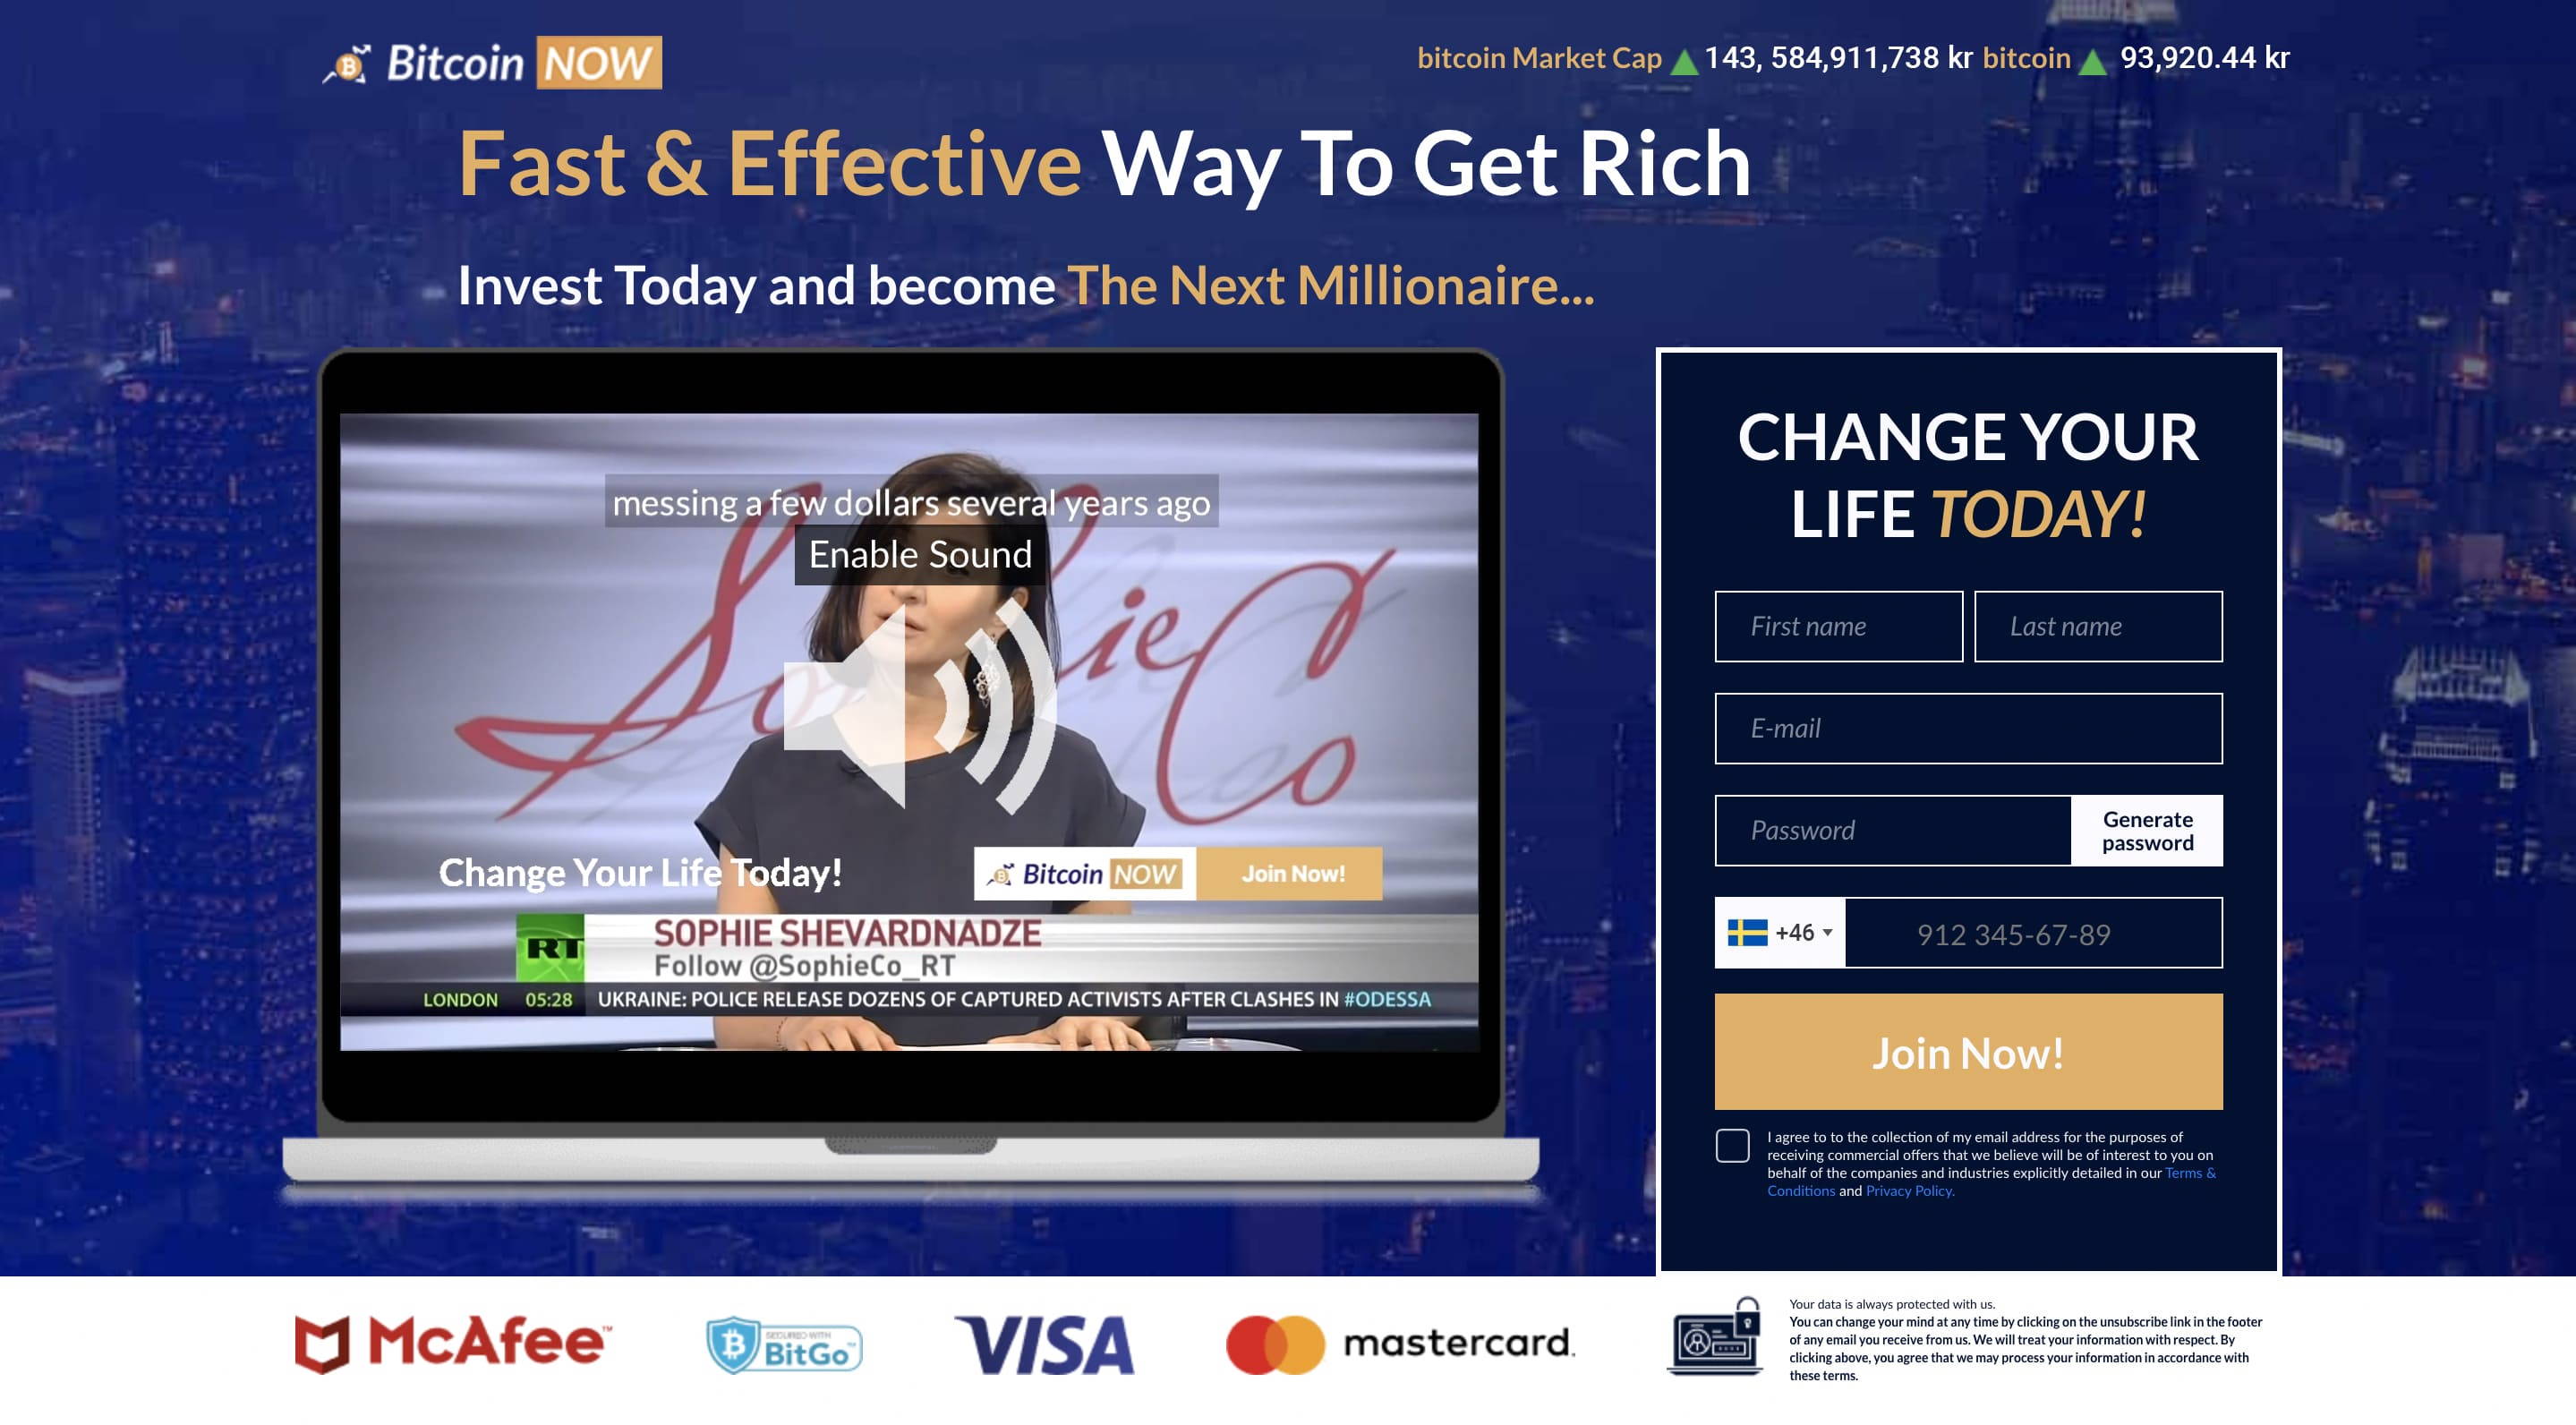 Bitcoin NOW
bitcoin Market Cap 143, 584,911,738 kr bitcoin 93,920.44 kr
Fast & Effective Way To Get Rich
Invest Today and become The Next Millionaire...
messing a few dollars several years ago
Enable Sound
SophieCo
Change Your Life Today!
Bitcoin NOW
Join Now!
RT
SOPHIE SHEVARDNADZE
Follow @SophieCo_RT
LONDON 05:28 UKRAINE: POLICE RELEASE DOZENS OF CAPTURED ACTIVISTS AFTER CLASHES IN #ODESSA
CHANGE YOUR
LIFE TODAY!
First name
Last name
E-mail
Password
Generate
password
+46
912 345-67-89
Join Now!
I agree to to the collection of my email address for the purposes of
receiving commercial offers that we believe will be of interest to you on
behalf of the companies and industries explicitly detailed in our Terms &
Conditions and Privacy Policy.
McAfee™
SECURED WITH
BitGo™
VISA
mastercard.
Your data is always protected with us.
You can change your mind at any time by clicking on the unsubscribe link in the footer
of any email you receive from us. We will treat your information with respect. By
clicking above, you agree that we may process your information in accordance with
these terms.